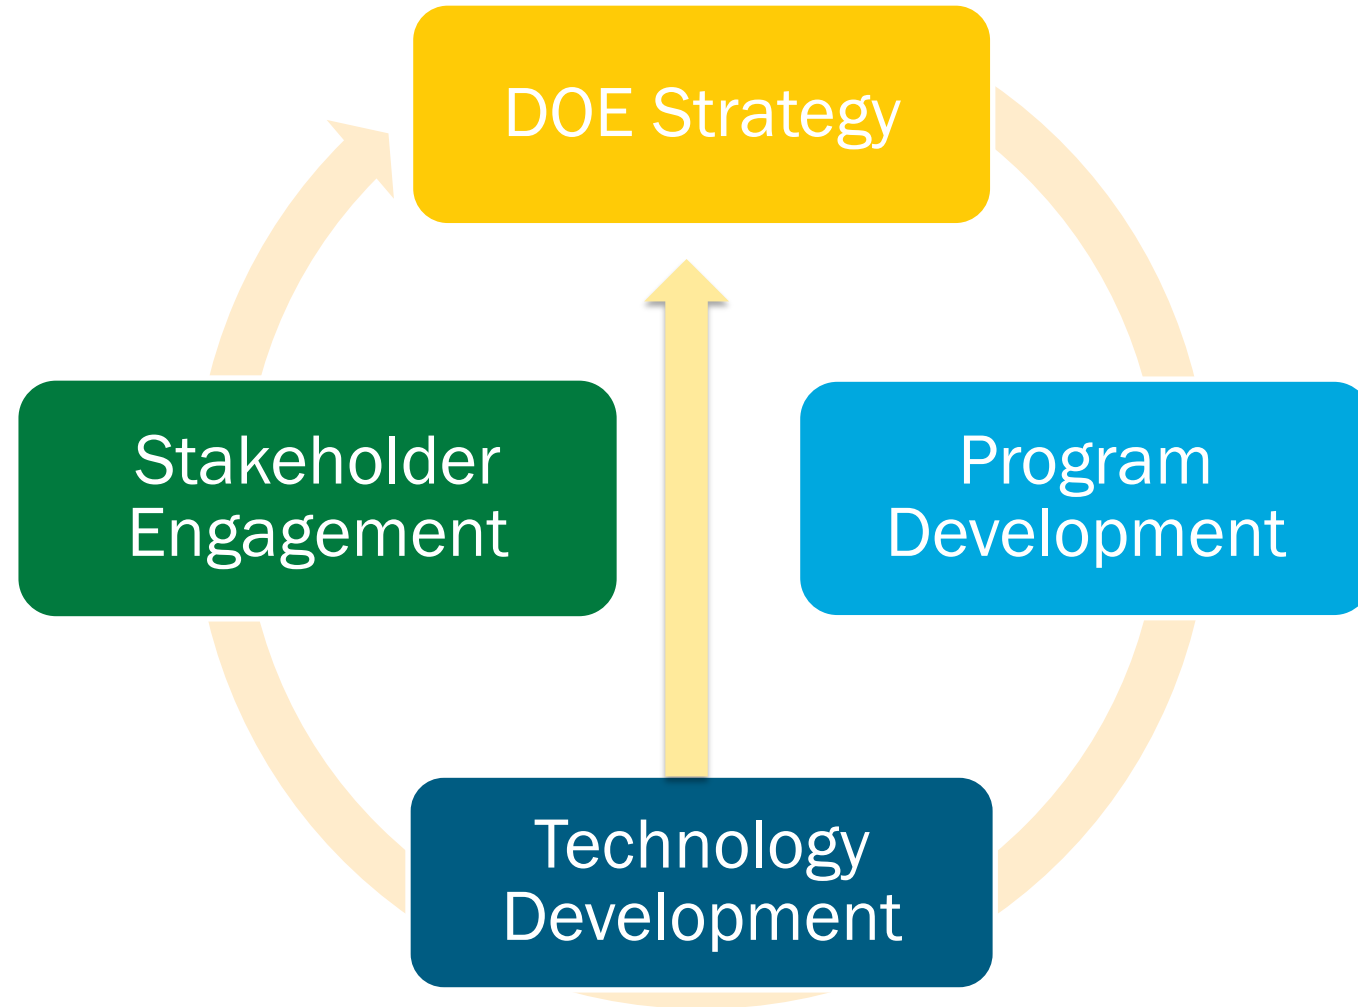 DOE Strategy
Stakeholder
Engagement
Program
Development
Technology
Development